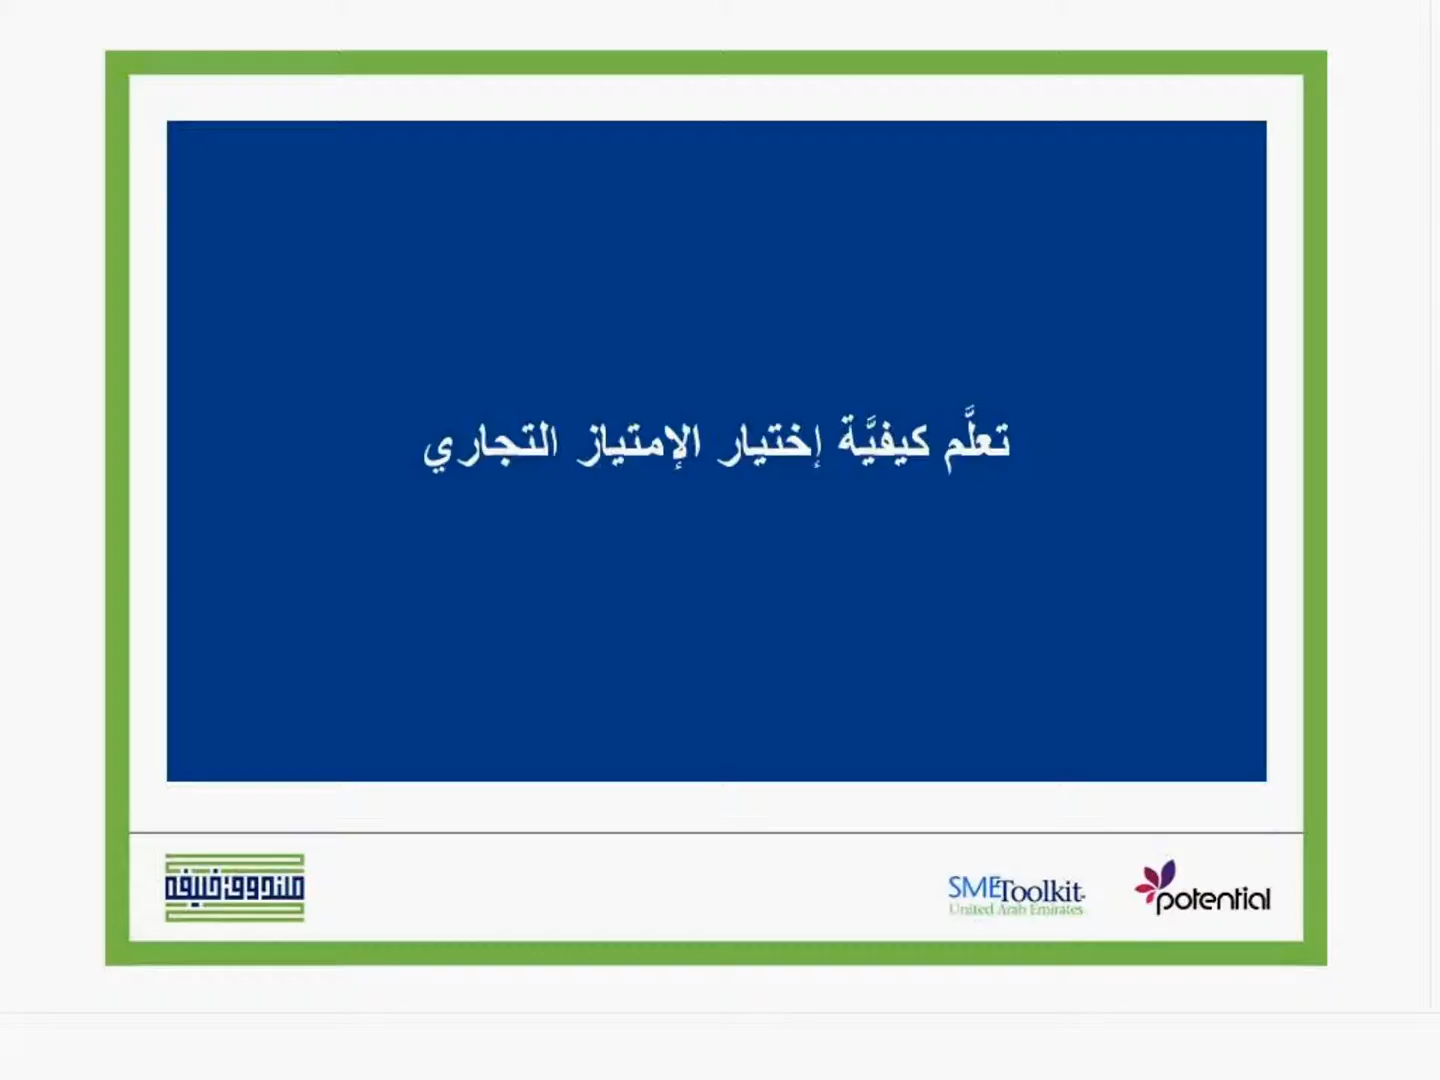 تعلَّم كيفيَّة إختيار الإمتياز التجاري
صندوق خليفة
SMEToolkit
United Arab Emirates
potential